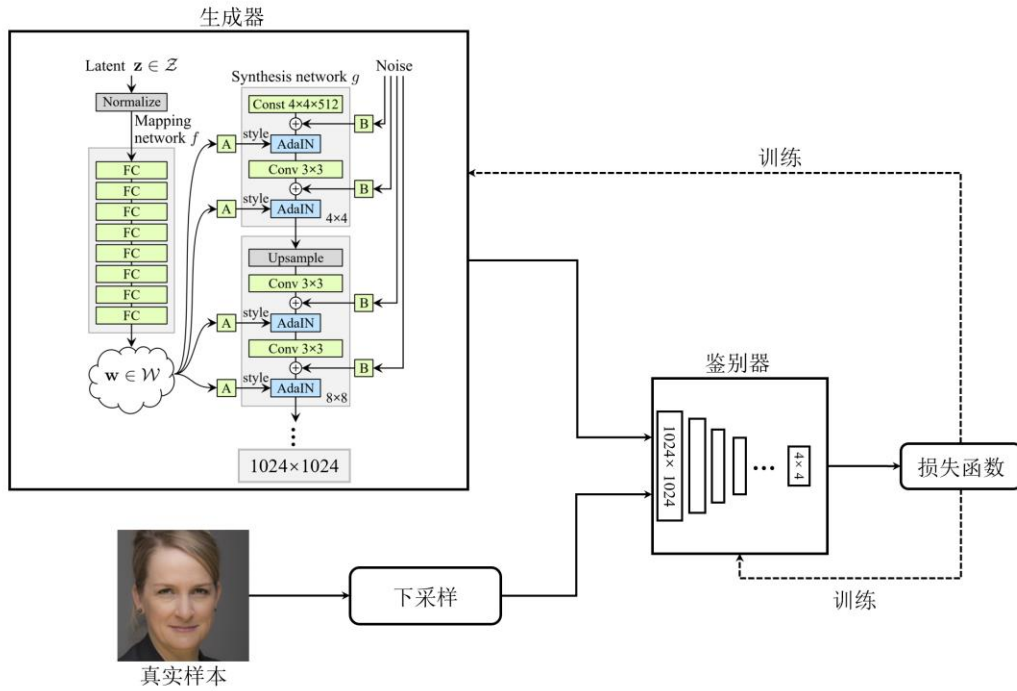 生成器
Latent z ∈ Z
Normalize
Mapping
network f
FC
FC
FC
FC
FC
FC
FC
FC
w ∈ W
Synthesis network g
Noise
Const 4×4×512
B
A
style
AdaIN
Conv 3×3
B
A
style
AdaIN
4×4
Upsample
Conv 3×3
B
A
style
AdaIN
Conv 3×3
B
A
style
AdaIN
8×8
1024×1024
训练
鉴别器
1024× 1024
4× 4
损失函数
训练
下采样
真实样本